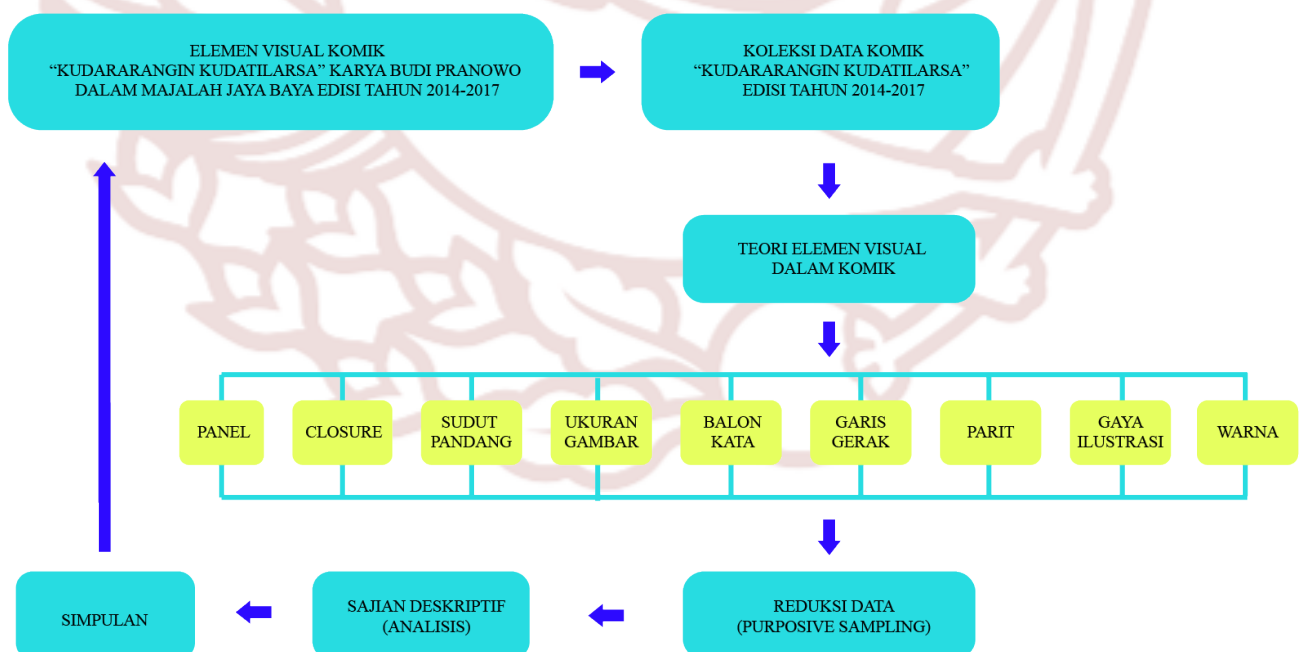 ELEMEN VISUAL KOMIK
“KUDARARANGIN KUDATILARSA” KARYA BUDI PRANOWO
DALAM MAJALAH JAYA BAYA EDISI TAHUN 2014-2017
KOLEKSI DATA KOMIK
“KUDARARANGIN KUDATILARSA”
EDISI TAHUN 2014-2017
TEORI ELEMEN VISUAL
DALAM KOMIK
PANEL
CLOSURE
SUDUT
PANDANG
UKURAN
GAMBAR
BALON
KATA
GARIS
GERAK
PARIT
GAYA
ILUSTRASI
WARNA
REDUKSI DATA
(PURPOSIVE SAMPLING)
SAJIAN DESKRIPTIF
(ANALISIS)
SIMPULAN